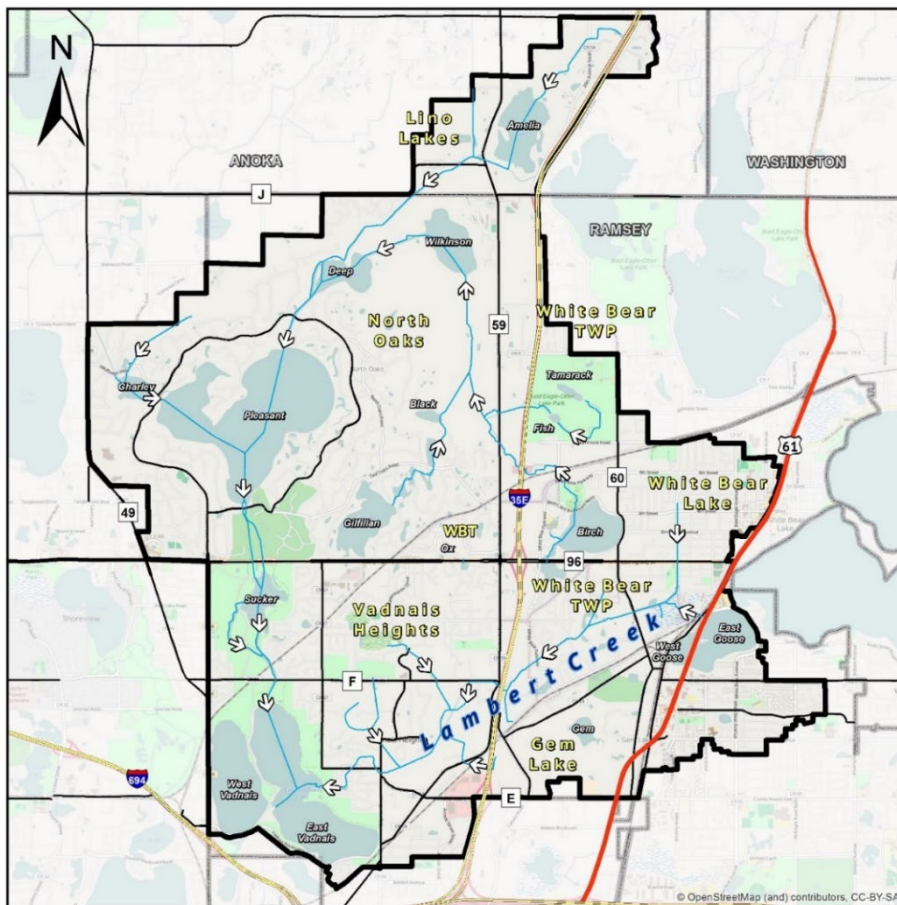 N
Lino
Lakes
Amelia
ANOKA
WASHINGTON
J
RAMSEY
Wilkinson
Deep
North
Oaks
59
White Bear
TWP
Charley
Tamarack
Pleasant
Black
Fish
61
60
White Bear
Lake
49
35E
Gilfillan
WBT
Ox
Birch
96
White Bear
TWP
Sucker
Vadnais
Heights
East
Goose
West
Goose
F
Lambert Creek
Gem
Gem
Lake
694
West
Vadnais
E
East
Vadnais
© OpenStreetMap (and) contributors, CC-BY-SA